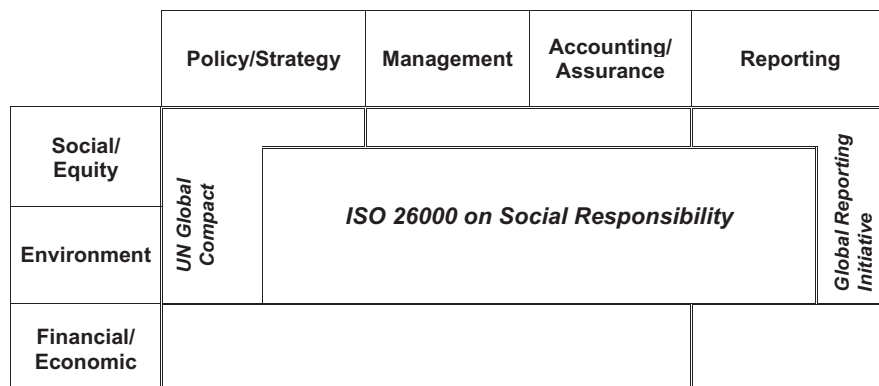 Policy/Strategy
Management
Accounting/
Assurance
Reporting
Social/
Equity
Environment
Financial/
Economic
UN Global
Compact
ISO 26000 on Social Responsibility
Global Reporting
Initiative